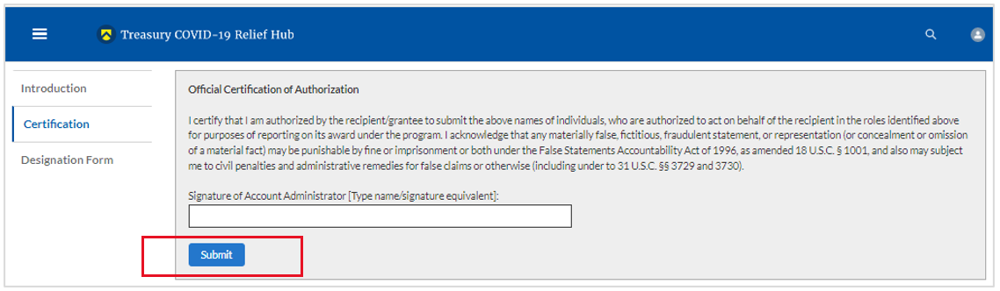 Treasury COVID-19 Relief Hub
Introduction
Certification
Designation Form
Official Certification of Authorization
I certify that I am authorized by the recipient/grantee to submit the above names of individuals, who are authorized to act on behalf of the recipient in the roles identified above
for purposes of reporting on its award under the program. I acknowledge that any materially false, fictitious, fraudulent statement, or representation (or concealment or omission
of a material fact) may be punishable by fine or imprisonment or both under the False Statements Accountability Act of 1996, as amended 18 U.S.C. § 1001, and also may subject
me to civil penalties and administrative remedies for false claims or otherwise (including under to 31 U.S.C. §§ 3729 and 3730).
Signature of Account Administrator [Type name/signature equivalent]:
Submit